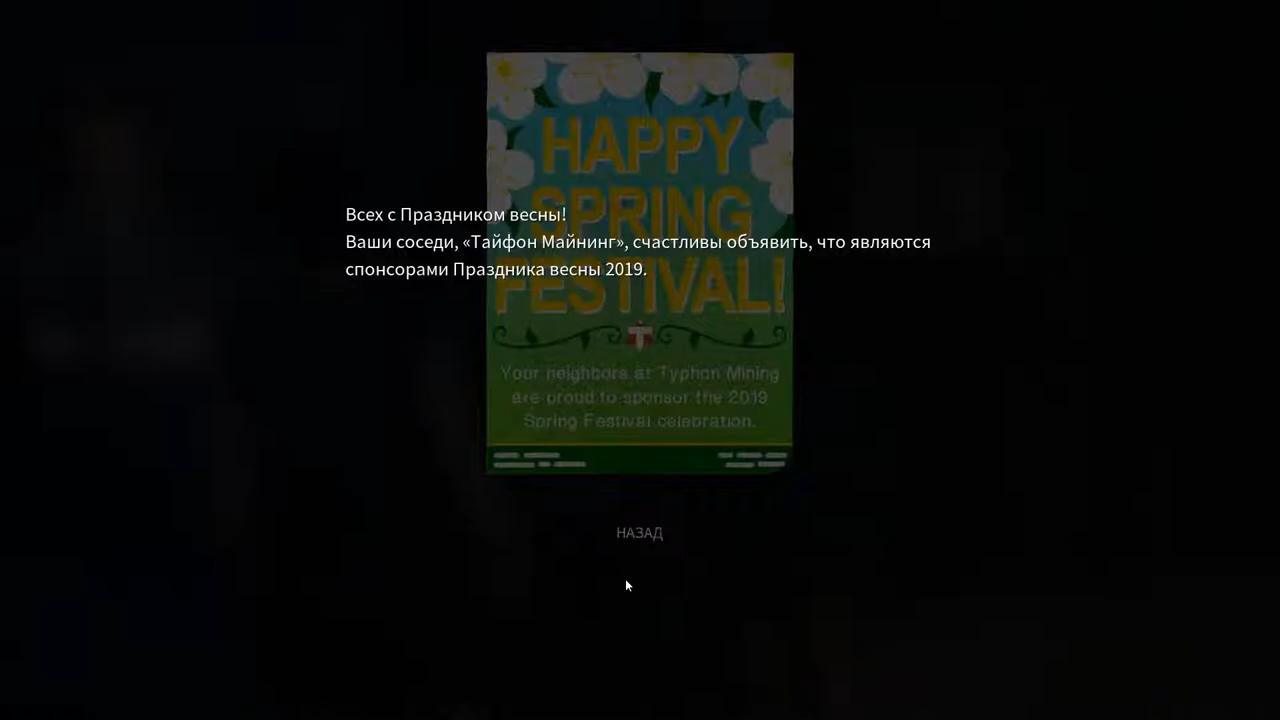 HAPPY
SPRING
FESTIVAL!
Всех с Праздником весны!
Ваши соседи, «Тайфон Майнинг», счастливы объявить, что являются
спонсорами Праздника весны 2019.
T
Your neighbors at Typhon Mining
are proud to sponsor the 2019
Spring Festival celebration.
НАЗАД